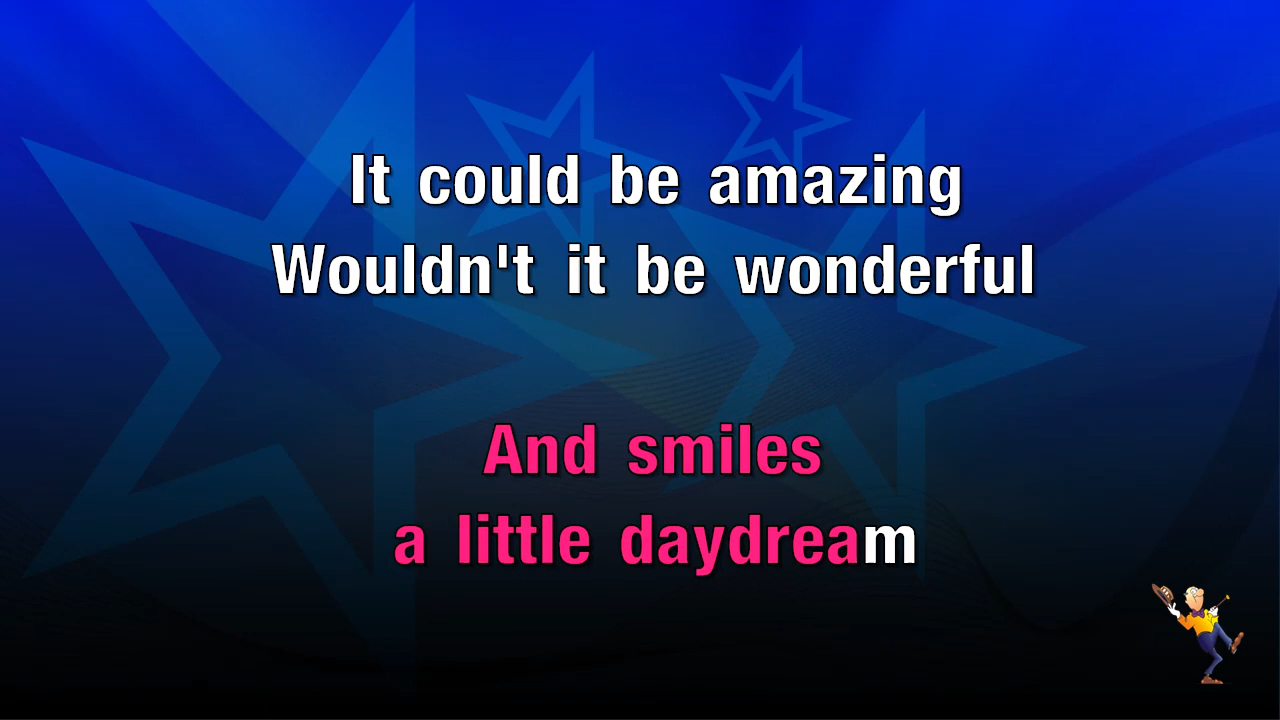 It could be amazing
Wouldn't it be wonderful
And smiles
a little daydream